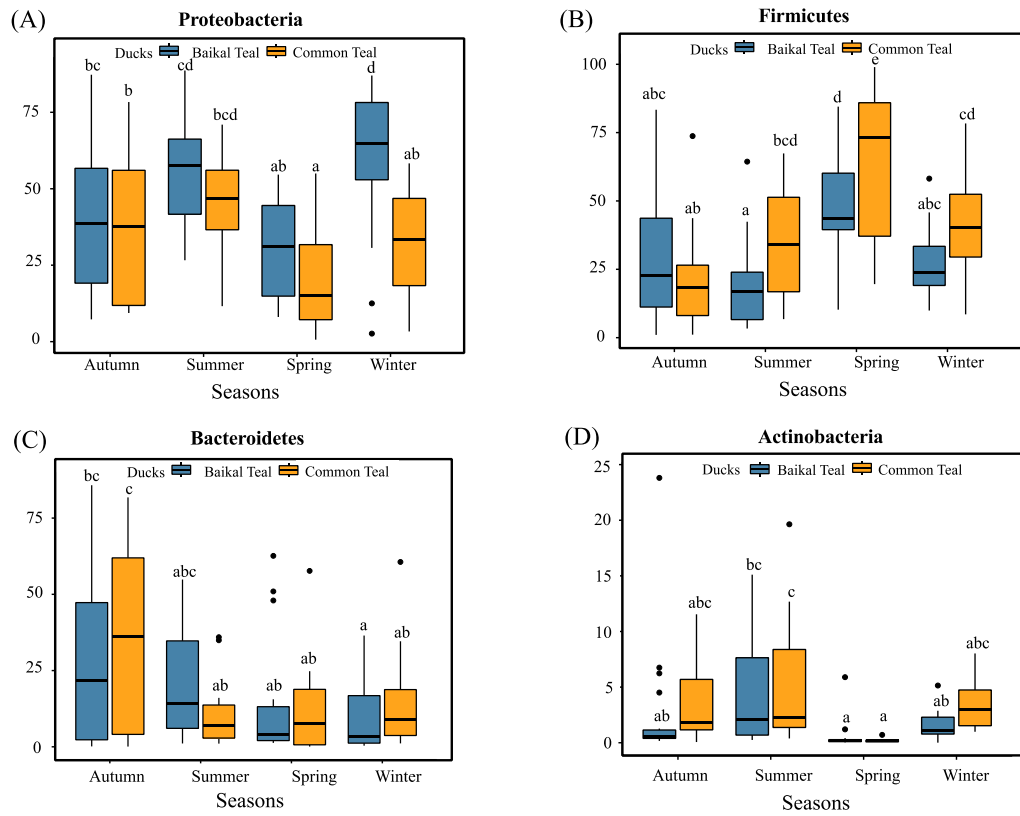 (A)
Proteobacteria
Ducks Baikal Teal Common Teal
bc
b
cd
bcd
ab
a
d
ab
75
50
25
0
Autumn Summer Spring Winter
Seasons
(B)
Firmicutes
Ducks Baikal Teal Common Teal
abc
ab
a
bcd
d
e
abc
cd
100
75
50
25
0
Autumn Summer Spring Winter
Seasons
(C)
Bacteroidetes
Ducks Baikal Teal Common Teal
bc
c
abc
ab
ab
ab
a
ab
75
50
25
0
Autumn Summer Spring Winter
Seasons
(D)
Actinobacteria
Ducks Baikal Teal Common Teal
ab
abc
bc
c
a
a
ab
abc
25
20
15
10
5
0
Autumn Summer Spring Winter
Seasons